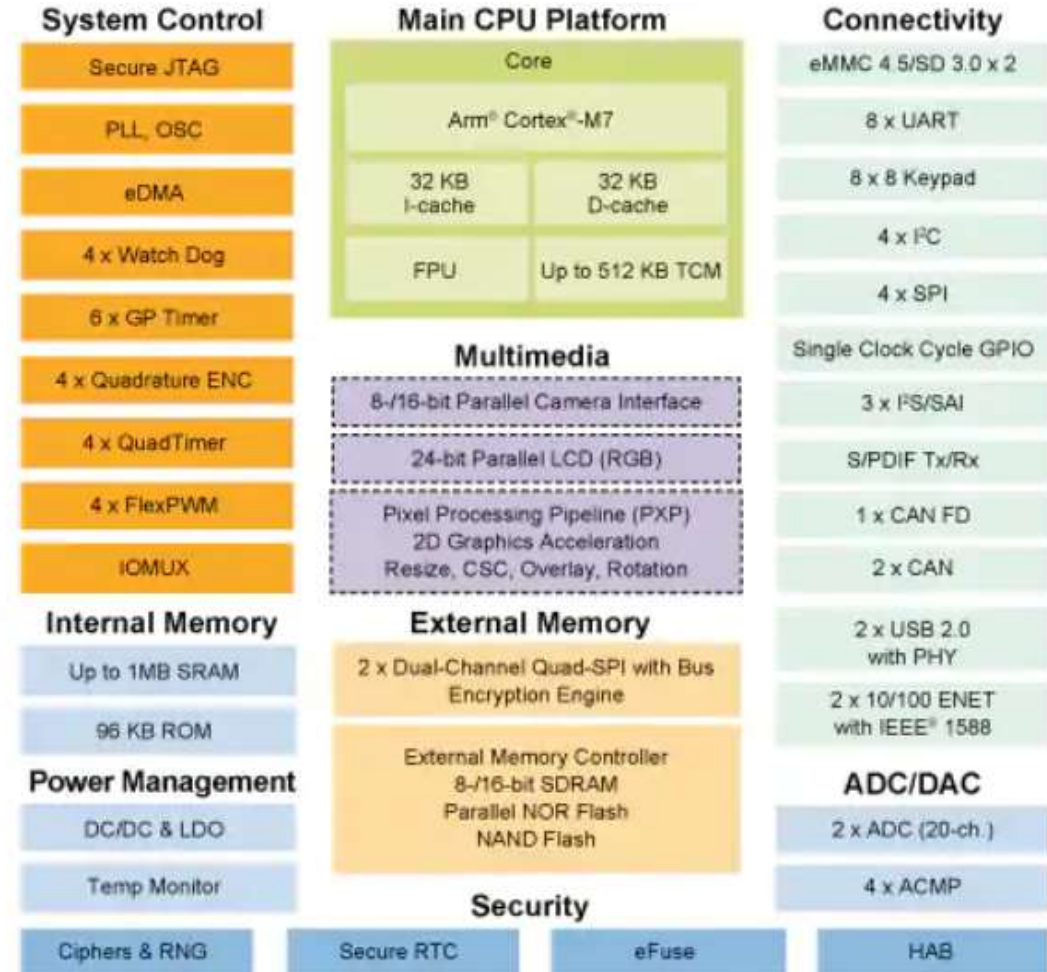 System Control
Secure JTAG
PLL, OSC
eDMA
4 x Watch Dog
6 x GP Timer
4 x Quadrature ENC
4 x QuadTimer
4 x FlexPWM
IOMUX
Internal Memory
Up to 1MB SRAM
96 KB ROM
Power Management
DC/DC & LDO
Temp Monitor
Main CPU Platform
Core
Arm® Cortex®-M7
32 KB
I-cache
32 KB
D-cache
FPU
Up to 512 KB TCM
Multimedia
8-/16-bit Parallel Camera Interface
24-bit Parallel LCD (RGB)
Pixel Processing Pipeline (PXP)
2D Graphics Acceleration
Resize, CSC, Overlay, Rotation
External Memory
2 x Dual-Channel Quad-SPI with Bus
Encryption Engine
External Memory Controller
8-/16-bit SDRAM
Parallel NOR Flash
NAND Flash
Connectivity
eMMC 4.5/SD 3.0 x 2
8 x UART
8 x 8 Keypad
4 x I²C
4 x SPI
Single Clock Cycle GPIO
3 x I²S/SAI
S/PDIF Tx/Rx
1 x CAN FD
2 x CAN
2 x USB 2.0
with PHY
2 x 10/100 ENET
with IEEE® 1588
ADC/DAC
2 x ADC (20-ch.)
4 x ACMP
Security
Ciphers & RNG
Secure RTC
eFuse
HAB